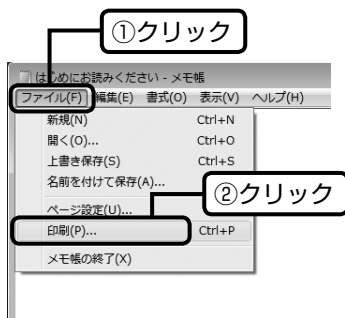 ①クリック
はじめにお読みください - メモ帳
ファイル(F) 編集(E) 書式(O) 表示(V) ヘルプ(H)
新規(N) Ctrl+N
開く(O)... Ctrl+O
上書き保存(S) Ctrl+S
名前を付けて保存(A)...
②クリック
ページ設定(U)...
印刷(P)... Ctrl+P
メモ帳の終了(X)